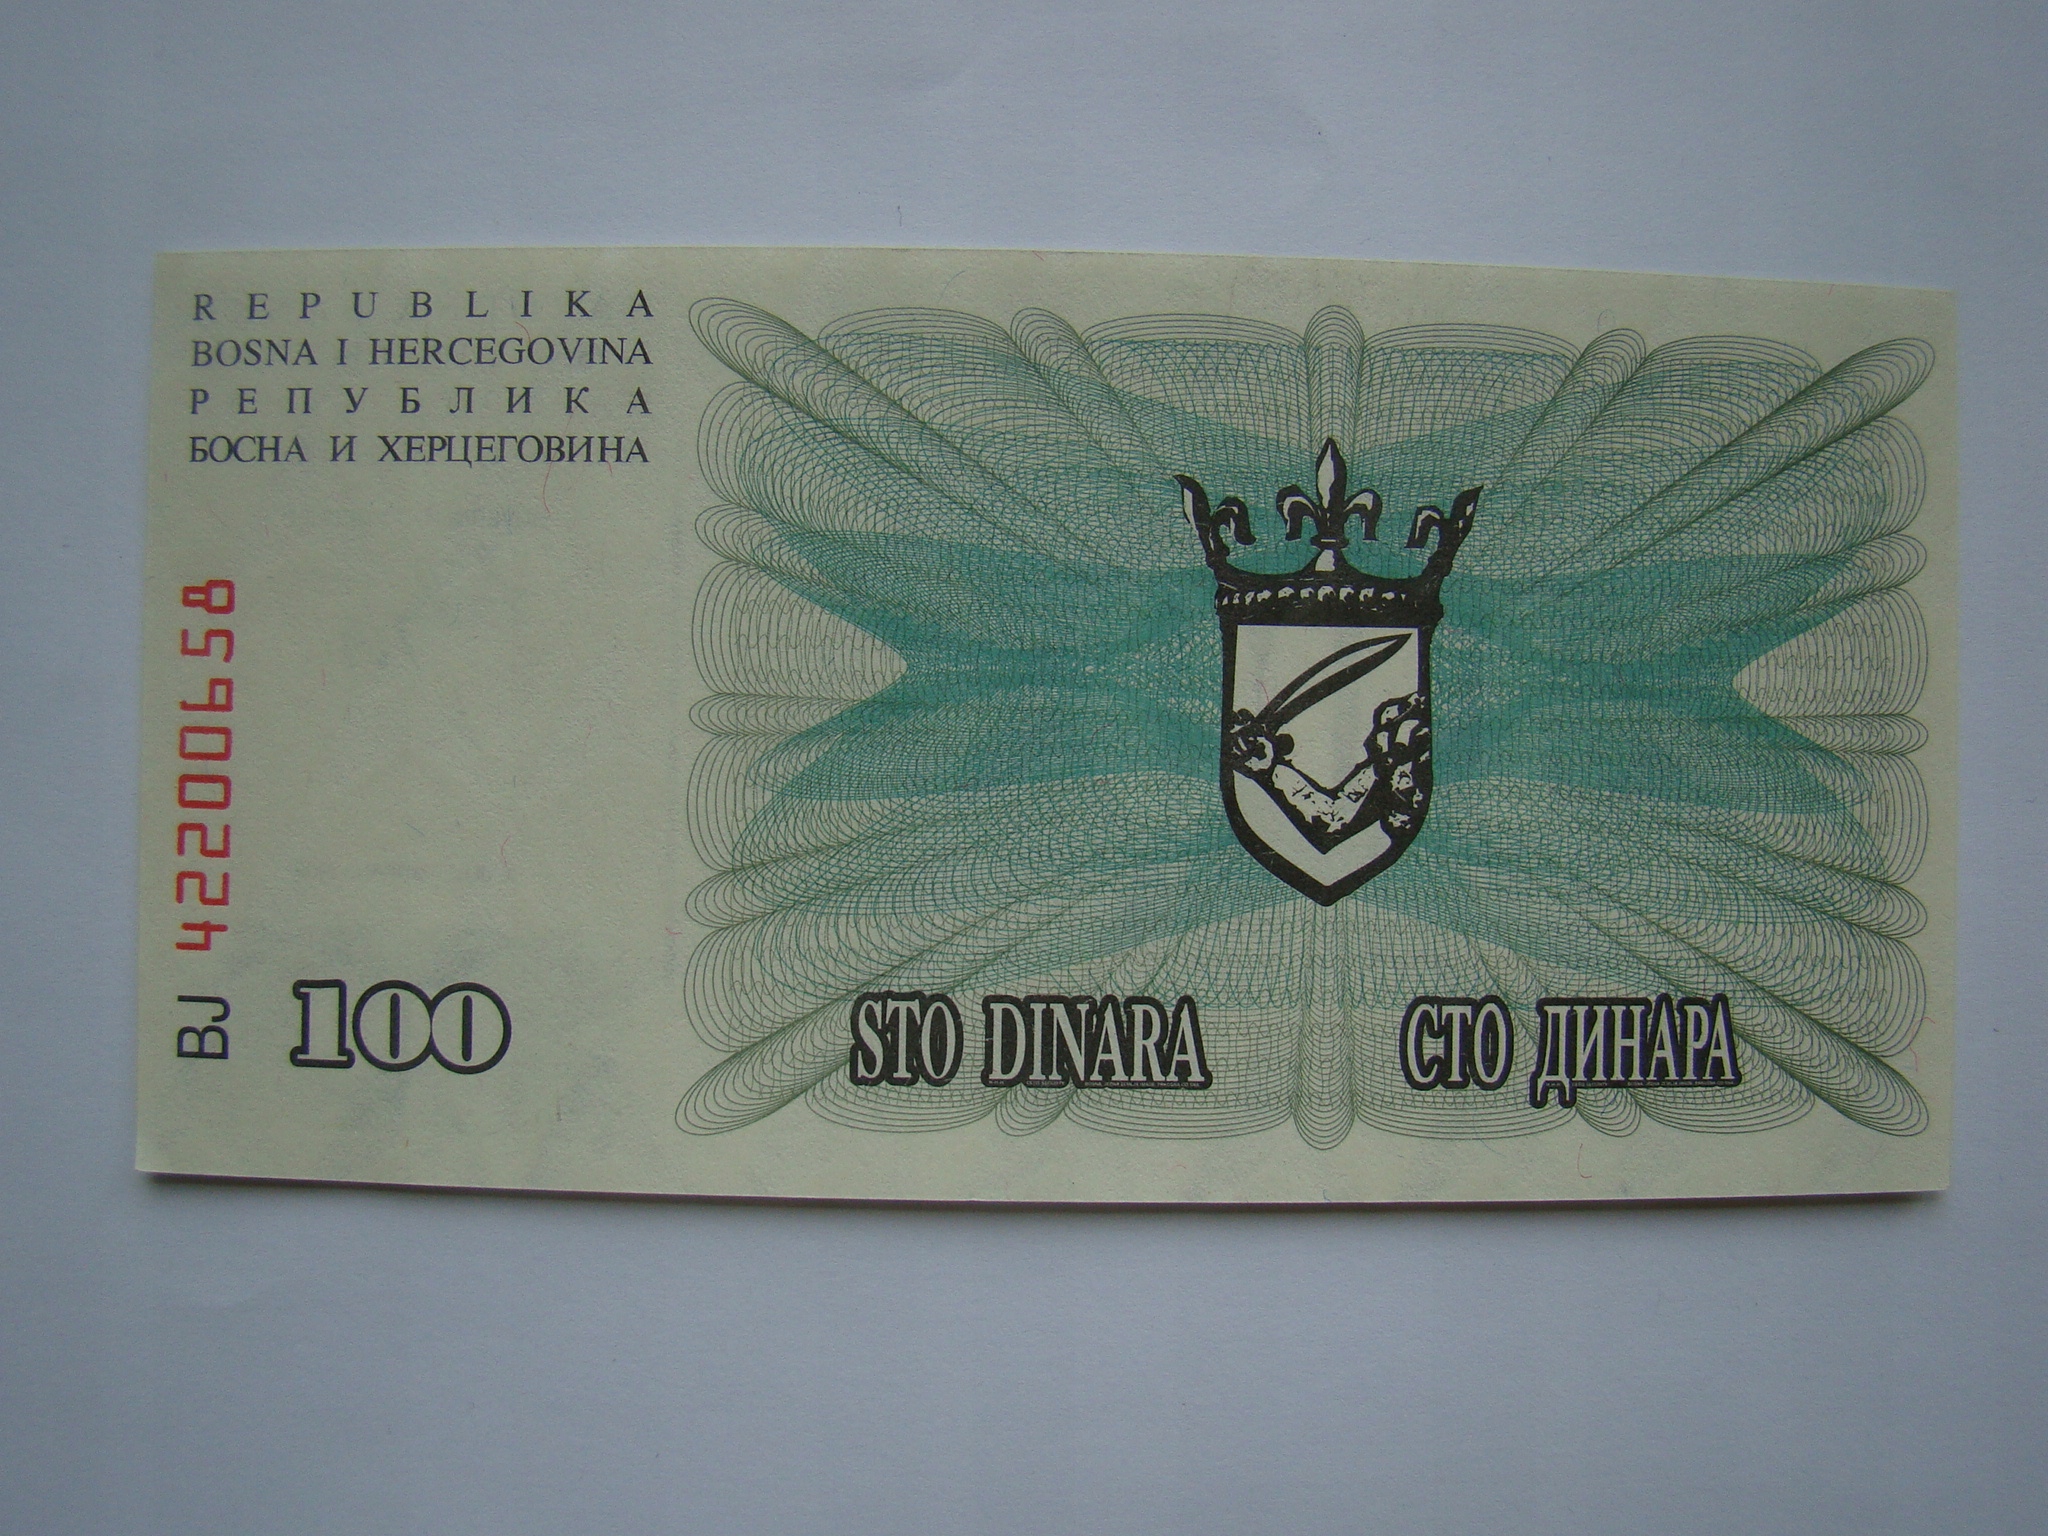 REPUBLIKA
BOSNA I HERCEGOVINA
РЕПУБЛИКА
БОСНА И ХЕРЦЕГОВИНА
BJ 42200658
100
STO DINARA
СТО ДИНАРА